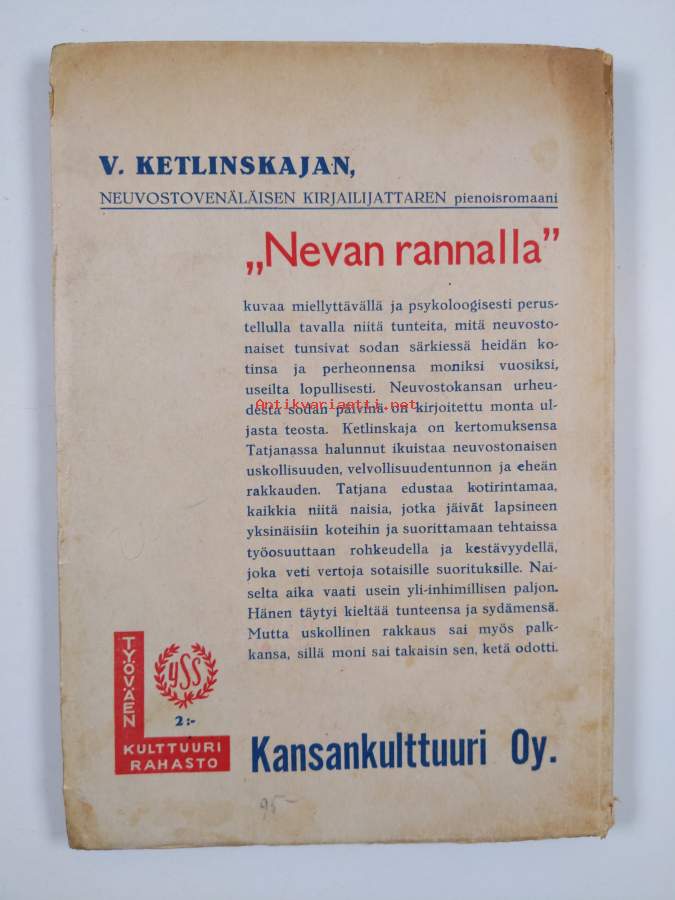 V. KETLINSKAJAN,
NEUVOSTOVENÄLÄISEN KIRJAILIJATTAREN pienoisromaani
„Nevan rannalla”
kuvaa miellyttävällä ja psykoloogisesti perus-
tellulla tavalla niitä tunteita, mitä neuvosto-
naiset tunsivat sodan särkiessä heidän ko-
tinsa ja perheonnensa moniksi vuosiksi,
useilta lopullisesti. Neuvostokansan urheu-
Antikvariaatti.net
desta sodan päivinä on kirjoitettu monta ul-
jasta teosta. Ketlinskaja on kertomuksensa
Tatjanassa halunnut ikuistaa neuvostonaisen
uskollisuuden, velvollisuudentunnon ja eheän
rakkauden. Tatjana edustaa kotirintamaa,
kaikkia niitä naisia, jotka jäivät lapsineen
yksinäisiin koteihin ja suorittamaan tehtaissa
työosuuttaan rohkeudella ja kestävyydellä,
joka veti vertoja sotaisille suorituksille. Nai-
selta aika vaati usein yli-inhimillisen paljon.
Hänen täytyi kieltää tunteensa ja sydämensä.
Mutta uskollinen rakkaus sai myös palk-
kansa, sillä moni sai takaisin sen, ketä odotti.
TYÖVÄEN
YSS
2:-
KULTTUURI
RAHASTO
Kansankulttuuri Oy.
95-